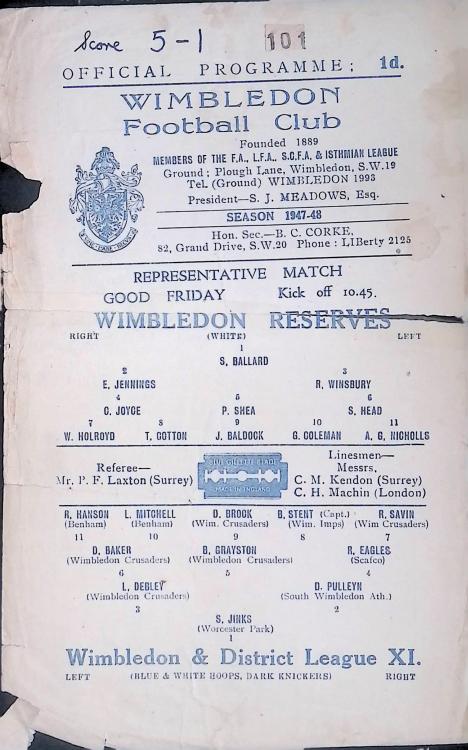 Score 5-1 101
OFFICIAL PROGRAMME: 1d.
WIMBLEDON
Football Club
Founded 1889
MEMBERS OF THE F.A., L.F.A., S.C.F.A. & ISTHMIAN LEAGUE
Ground; Plough Lane, Wimbledon, S.W.19
Tel. (Ground) WIMBLEDON 1993
President—S. J. MEADOWS, Esq.
SEASON 1947-48
Hon. Sec.—B. C. CORKE,
82, Grand Drive, S.W.20 Phone: LIBerty 2125
REPRESENTATIVE MATCH
GOOD FRIDAY Kick off 10.45.
WIMBLEDON RESERVES
RIGHT (WHITE) LEFT
1
S. BALLARD
2 3
E. JENNINGS R. WINSBURY
4 5 6
C. JOYCE P. SHEA S. HEAD
7 8 9 10 11
W. HOLROYD T. COTTON J. BALDOCK G. COLEMAN A. G. NICHOLLS
Referee—
Mr. P. F. Laxton (Surrey)
BLUE GILLETTE BLADE
MADE IN ENGLAND
Linesmen—
Messrs,
C. M. Kendon (Surrey)
C. H. Machin (London)
R. HANSON L. MITCHELL D. BROOK B. STENT (Capt.) R. SAVIN
(Benham) (Benham) (Wim. Crusaders) (Wim. Imps) (Wim Crusaders)
11 10 9 8 7
D. BAKER B. GRAYSTON R. EAGLES
(Wimbledon Crusaders) (Wimbledon Crusaders) (Scafco)
6 5 4
L. DEDLEY D. PULLEYN
(Wimbledon Crusaders) (South Wimbledon Ath.)
3 2
S. JINKS
(Worcester Park)
1
Wimbledon & District League XI.
LEFT (BLUE & WHITE HOOPS, DARK KNICKERS) RIGHT